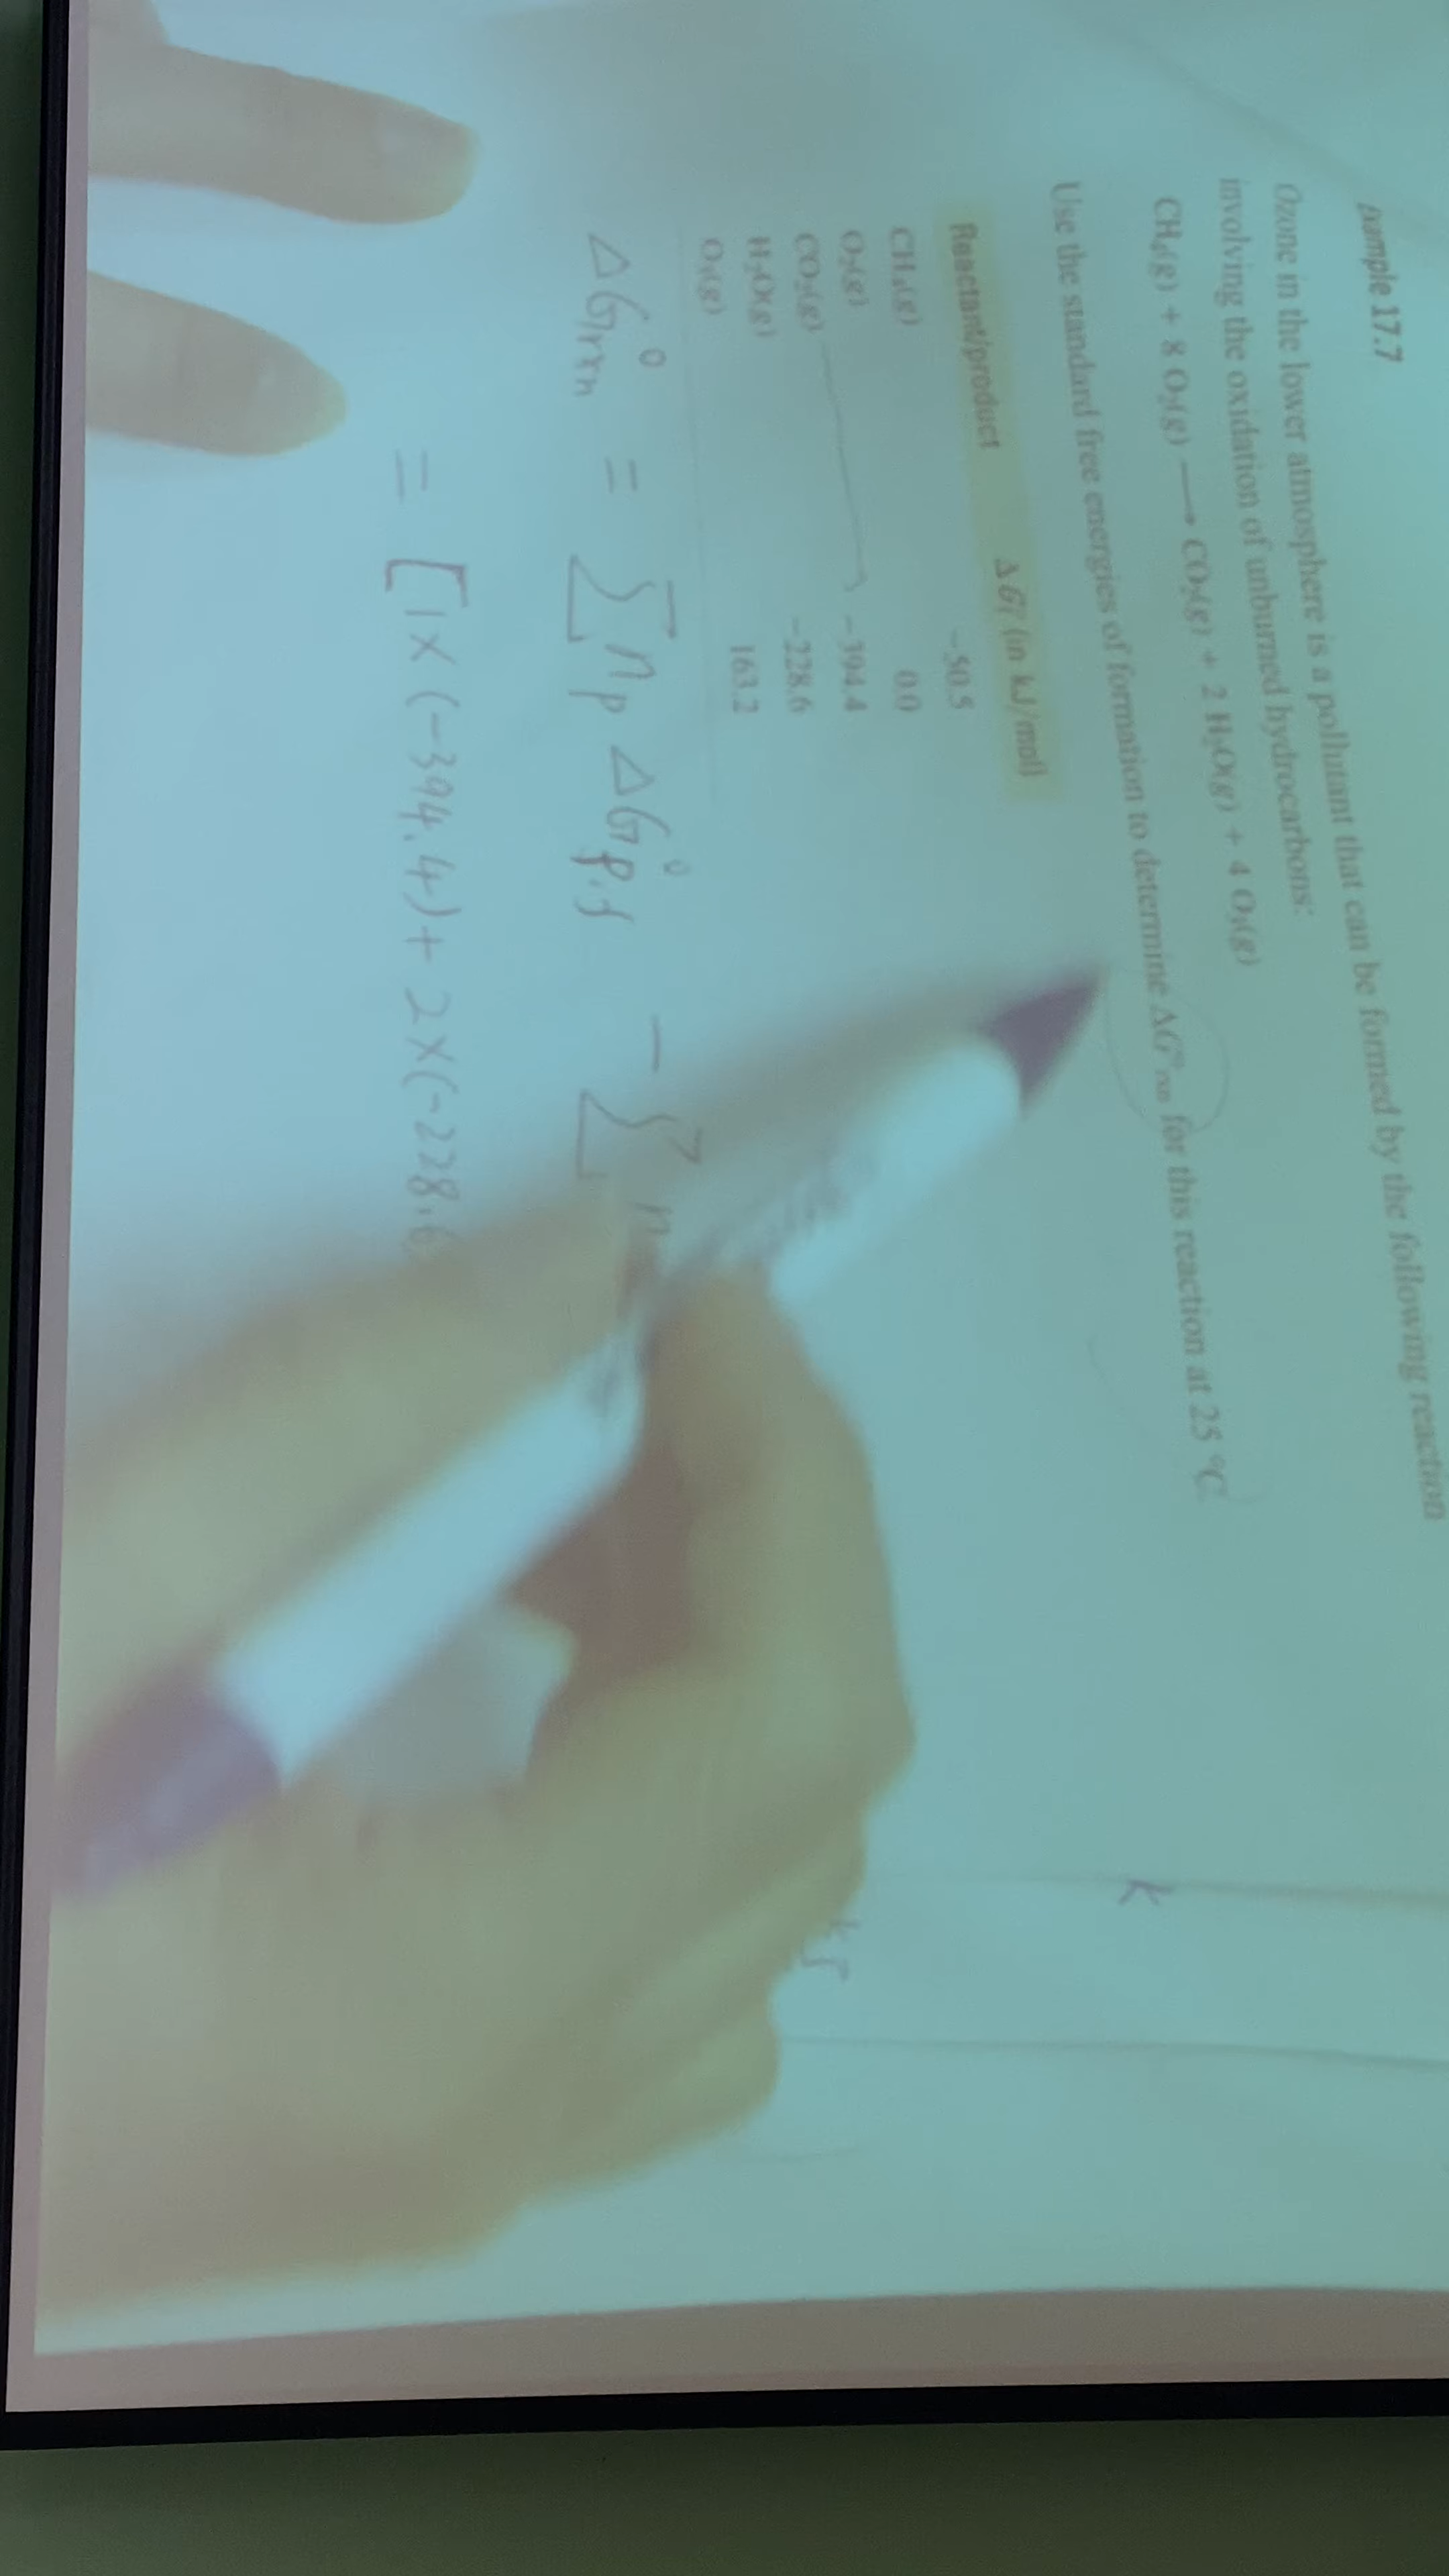 Example 17.7
Ozone in the lower atmosphere is a pollutant that can be formed by the following reaction
involving the oxidation of unburned hydrocarbons:
CH₄(g) + 8 O₂(g) ⟶ CO₂(g) + 2 H₂O(g) + 4 O₃(g)
Use the standard free energies of formation to determine ΔG°rxn for this reaction at 25 °C.
Reactant/product ΔG°f (in kJ/mol)
CH₄(g) -50.5
O₂(g) 0.0
CO₂(g) -394.4
H₂O(g) -228.6
O₃(g) 163.2
K
ΔG°rxn = Σ np ΔG°p,f - Σ n
= [1×(-394.4) + 2×(-228.6